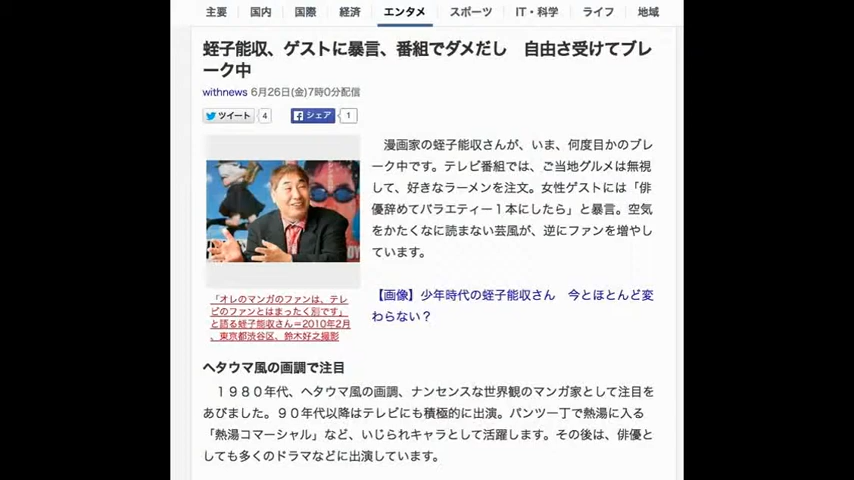 主要 国内 国際 経済 エンタメ スポーツ IT・科学 ライフ 地域
蛭子能収、ゲストに暴言、番組でダメだし 自由さ受けてブレ
ーク中
withnews 6月26日(金)7時0分配信
ツイート 4 シェア 1
漫画家の蛭子能収さんが、いま、何度目かのブレ
ーク中です。テレビ番組では、ご当地グルメは無視
して、好きなラーメンを注文。女性ゲストには「俳
優辞めてバラエティー１本にしたら」と暴言。空気
をかたくなに読まない芸風が、逆にファンを増やし
ています。
【画像】少年時代の蛭子能収さん 今とほとんど変
わらない？
「オレのマンガのファンは、テレ
ビのファンとはまったく別です」
と語る蛭子能収さん＝2010年2月
、東京都渋谷区、鈴木好之撮影
ヘタウマ風の画調で注目
１９８０年代、ヘタウマ風の画調、ナンセンスな世界観のマンガ家として注目を
あびました。９０年代以降はテレビにも積極的に出演。パンツ一丁で熱湯に入る
「熱湯コマーシャル」など、いじられキャラとして活躍します。その後は、俳優と
しても多くのドラマなどに出演しています。